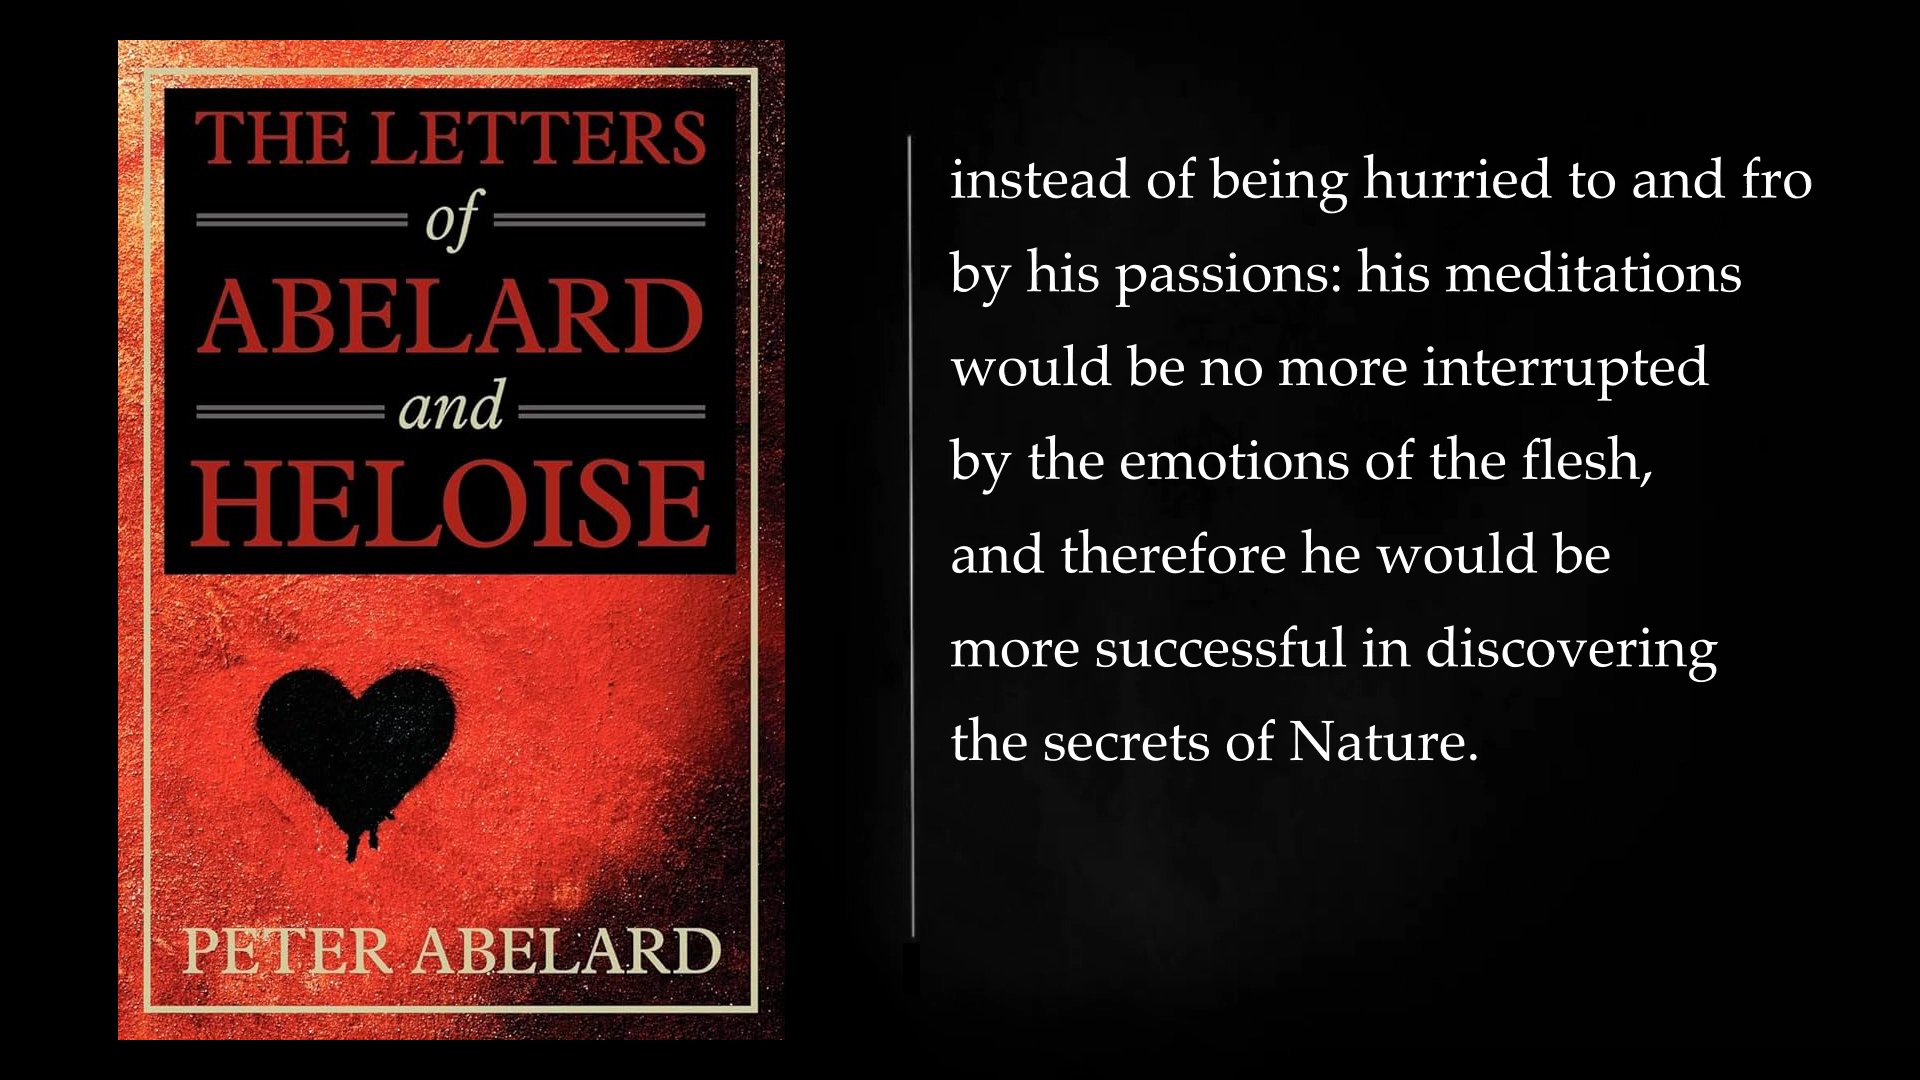 THE LETTERS
of
ABELARD
and
HELOISE
PETER ABELARD
instead of being hurried to and fro
by his passions: his meditations
would be no more interrupted
by the emotions of the flesh,
and therefore he would be
more successful in discovering
the secrets of Nature.